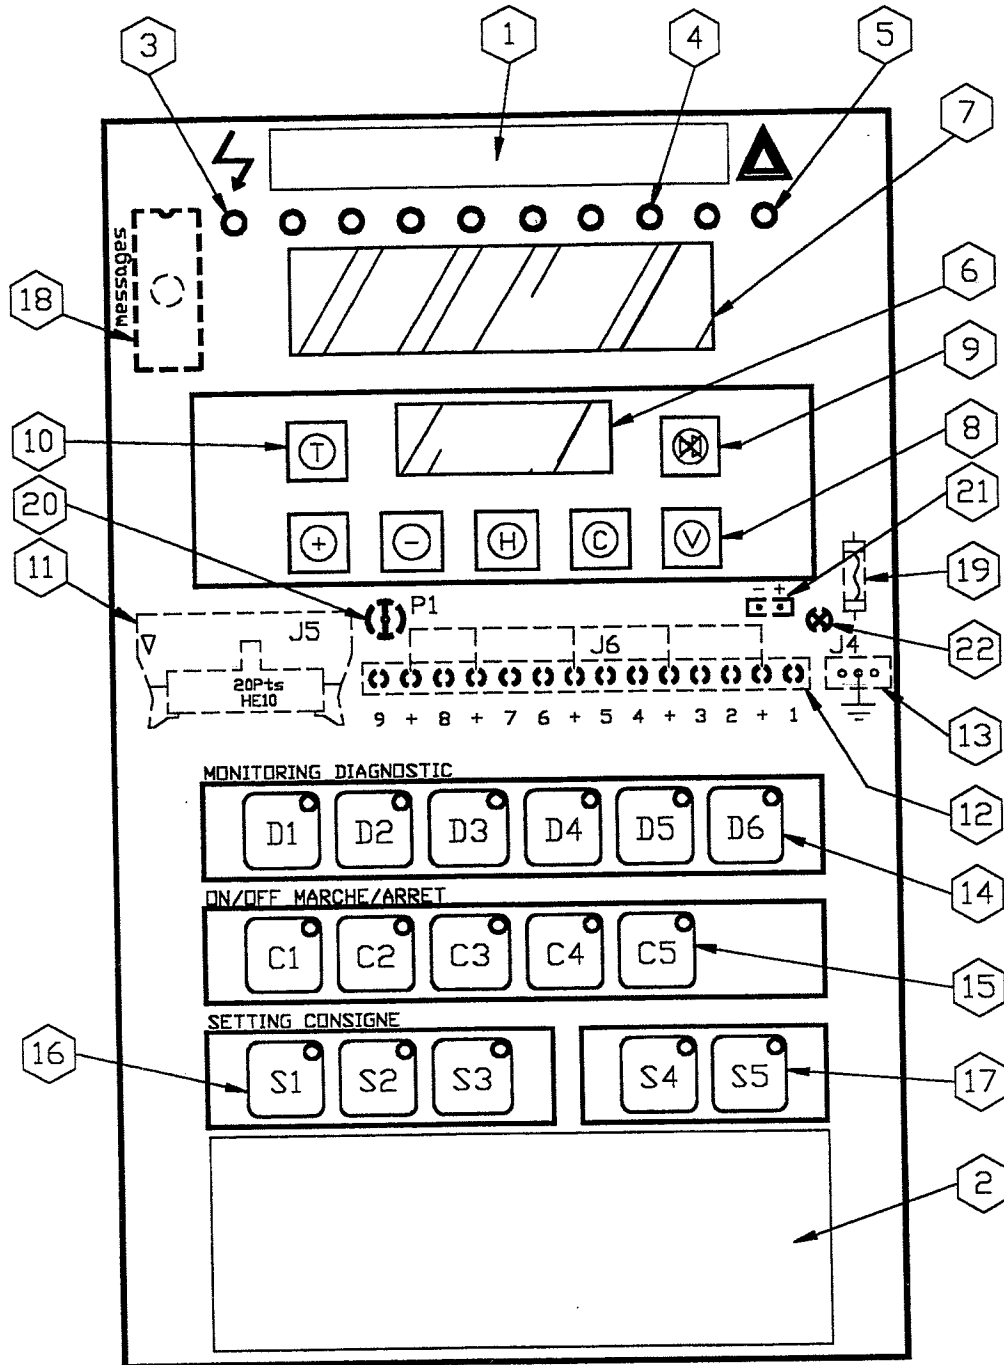 3
1
4
5
7
messages
18
6
9
10
T
8
20
+
-
H
C
V
21
11
- +
19
P1
J5
J6
J4
22
20Pts
HE10
9 + 8 + 7 6 + 5 4 + 3 2 + 1
13
MONITORING DIAGNOSTIC
D1 D2 D3 D4 D5 D6
12
14
ON/OFF MARCHE/ARRET
C1 C2 C3 C4 C5
15
SETTING CONSIGNE
16
S1 S2 S3 S4 S5
17
2